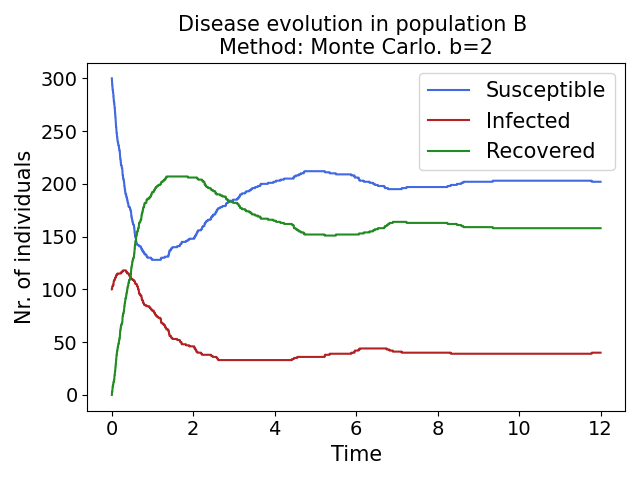 Disease evolution in population B
Method: Monte Carlo. b=2
Nr. of individuals
300
250
200
150
100
50
0
Susceptible
Infected
Recovered
0 2 4 6 8 10 12
Time